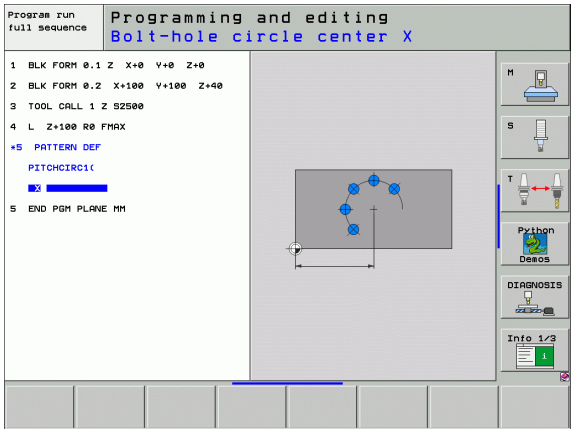 Program run
full sequence
Programming and editing
Bolt-hole circle center X
1 BLK FORM 0.1 Z X+0 Y+0 Z+0
2 BLK FORM 0.2 X+100 Y+100 Z+40
3 TOOL CALL 1 Z S2500
4 L Z+100 R0 FMAX
*5 PATTERN DEF
PITCHCIRC1(
X
5 END PGM PLANE MM
M
S
T
Python
Demos
DIAGNOSIS
Info 1/3
i